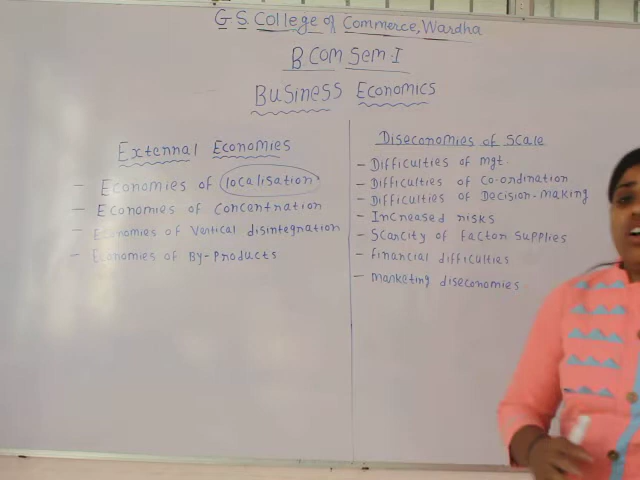 G S College of Commerce, Wardha
B.Com Sem-I
Business Economics
External Economies
- Economies of localisation
- Economies of concentration
- Economies of Vertical disintegration
- Economies of By-Products
Diseconomies of Scale
- Difficulties of mgt.
- Difficulties of Co-ordination
- Difficulties of Decision-making
- Increased risks
- Scarcity of Factor Supplies
- Financial difficulties
- Marketing diseconomies